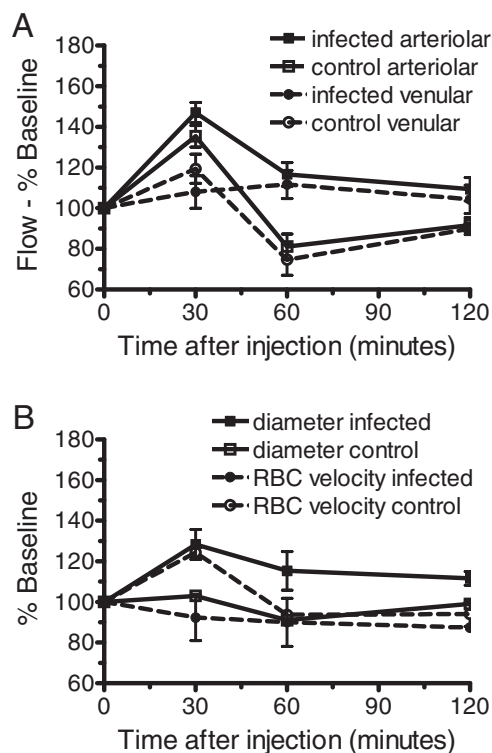 A
180
160
140
120
100
80
60
Flow - % Baseline
infected arteriolar
control arteriolar
infected venular
control venular
0 30 60 90 120
Time after injection (minutes)
B
180
160
140
120
100
80
60
% Baseline
diameter infected
diameter control
RBC velocity infected
RBC velocity control
0 30 60 90 120
Time after injection (minutes)